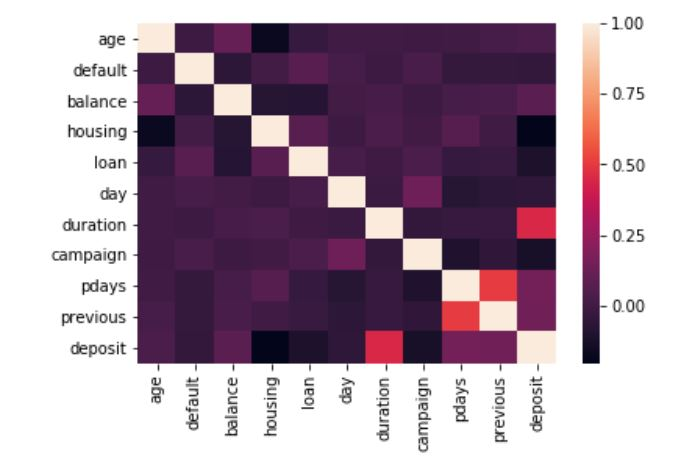 age
default
balance
housing
loan
day
duration
campaign
pdays
previous
deposit
age
default
balance
housing
loan
day
duration
campaign
pdays
previous
deposit
1.00
0.75
0.50
0.25
0.00